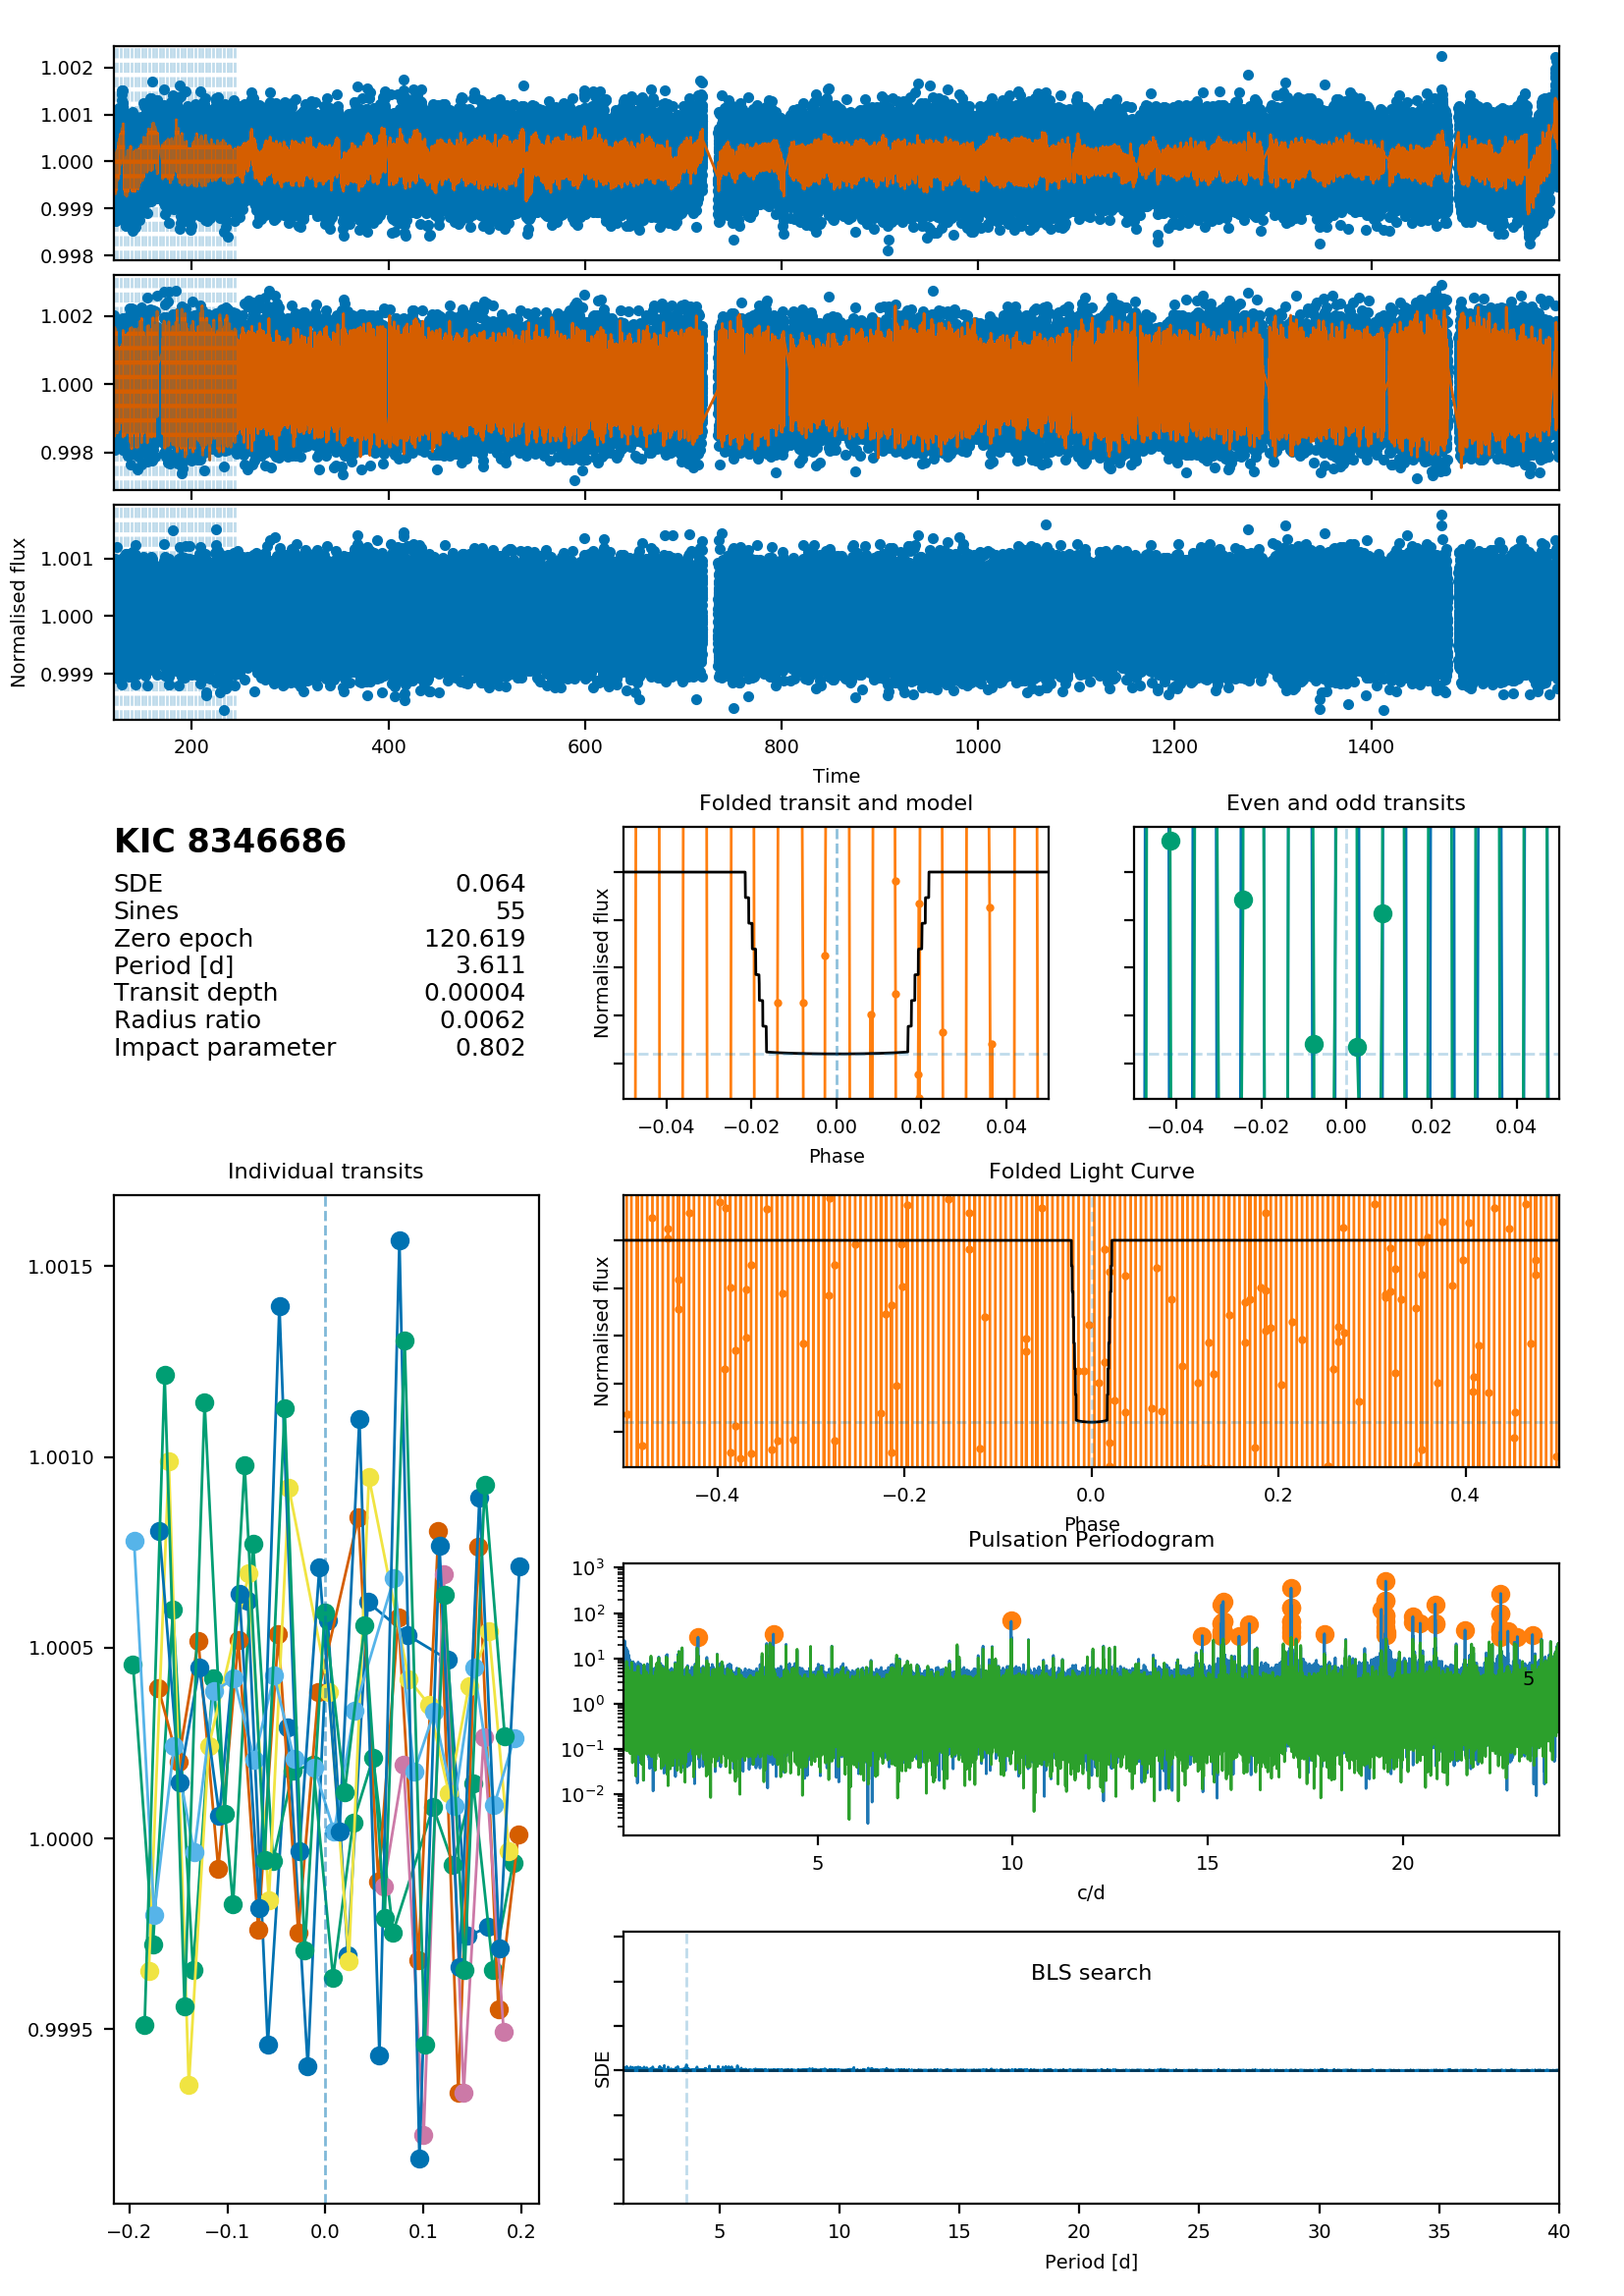 1.002
1.001
1.000
0.999
0.998
1.002
1.000
0.998
1.001
1.000
0.999
Normalised flux
200 400 600 800 1000 1200 1400
Time
KIC 8346686
SDE 0.064
Sines 55
Zero epoch 120.619
Period [d] 3.611
Transit depth 0.00004
Radius ratio 0.0062
Impact parameter 0.802
Folded transit and model
Normalised flux
−0.04 −0.02 0.00 0.02 0.04
Phase
Even and odd transits
−0.04 −0.02 0.00 0.02 0.04
Individual transits
1.0015
1.0010
1.0005
1.0000
0.9995
−0.2 −0.1 0.0 0.1 0.2
Folded Light Curve
Normalised flux
−0.4 −0.2 0.0 0.2 0.4
Phase
Pulsation Periodogram
10³
10²
10¹
10⁰
10⁻¹
10⁻²
5
5 10 15 20
c/d
BLS search
SDE
5 10 15 20 25 30 35 40
Period [d]